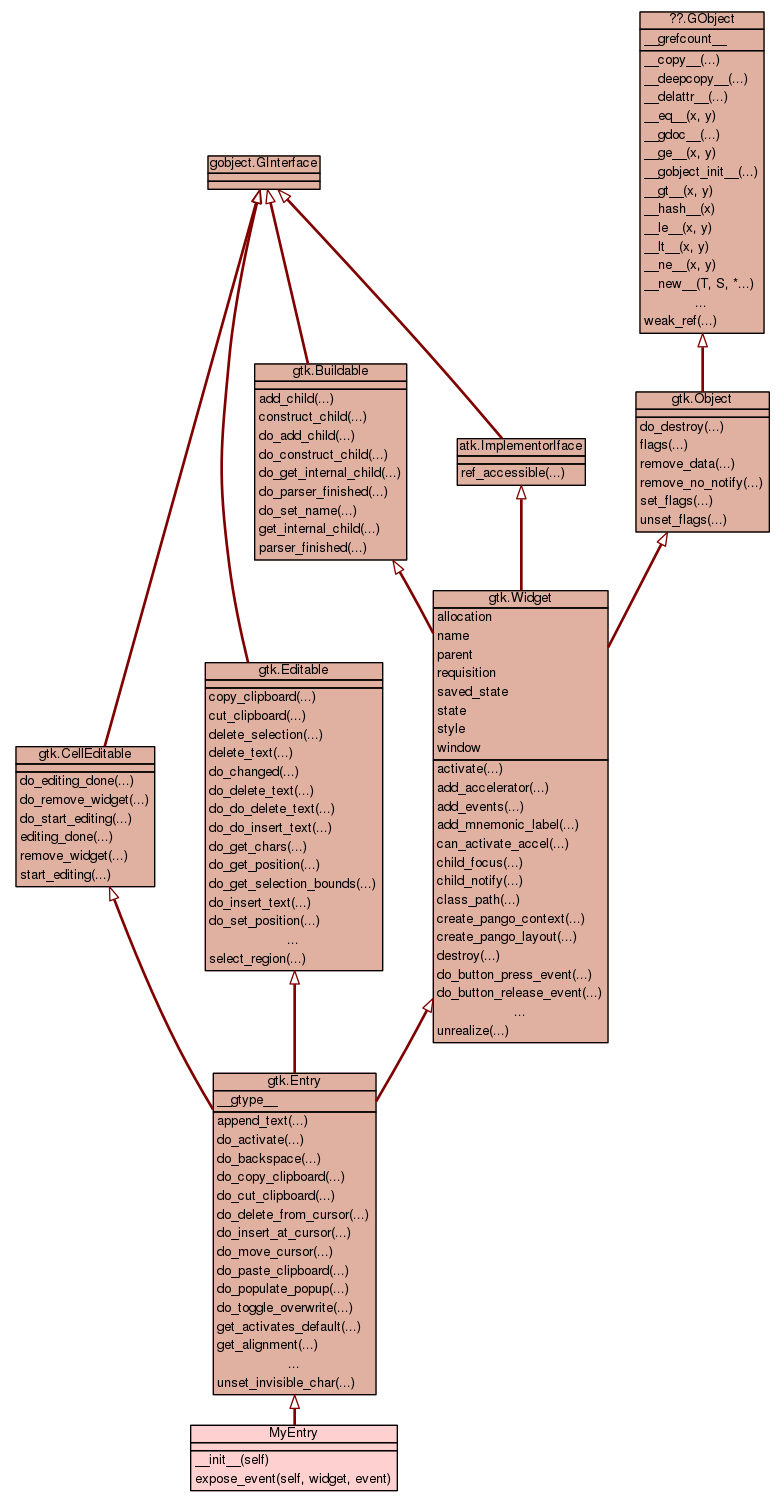 ??.GObject
__grefcount__
__copy__(...)
__deepcopy__(...)
__delattr__(...)
__eq__(x, y)
__gdoc__(...)
__ge__(x, y)
__gobject_init__(...)
__gt__(x, y)
__hash__(x)
__le__(x, y)
__lt__(x, y)
__ne__(x, y)
__new__(T, S, *...)
...
weak_ref(...)
gobject.GInterface
gtk.Buildable
add_child(...)
construct_child(...)
do_add_child(...)
do_construct_child(...)
do_get_internal_child(...)
do_parser_finished(...)
do_set_name(...)
get_internal_child(...)
parser_finished(...)
atk.ImplementorIface
ref_accessible(...)
gtk.Object
do_destroy(...)
flags(...)
remove_data(...)
remove_no_notify(...)
set_flags(...)
unset_flags(...)
gtk.CellEditable
do_editing_done(...)
do_remove_widget(...)
do_start_editing(...)
editing_done(...)
remove_widget(...)
start_editing(...)
gtk.Editable
copy_clipboard(...)
cut_clipboard(...)
delete_selection(...)
delete_text(...)
do_changed(...)
do_delete_text(...)
do_do_delete_text(...)
do_do_insert_text(...)
do_get_chars(...)
do_get_position(...)
do_get_selection_bounds(...)
do_insert_text(...)
do_set_position(...)
...
select_region(...)
gtk.Widget
allocation
name
parent
requisition
saved_state
state
style
window
activate(...)
add_accelerator(...)
add_events(...)
add_mnemonic_label(...)
can_activate_accel(...)
child_focus(...)
child_notify(...)
class_path(...)
create_pango_context(...)
create_pango_layout(...)
destroy(...)
do_button_press_event(...)
do_button_release_event(...)
...
unrealize(...)
gtk.Entry
__gtype__
append_text(...)
do_activate(...)
do_backspace(...)
do_copy_clipboard(...)
do_cut_clipboard(...)
do_delete_from_cursor(...)
do_insert_at_cursor(...)
do_move_cursor(...)
do_paste_clipboard(...)
do_populate_popup(...)
do_toggle_overwrite(...)
get_activates_default(...)
get_alignment(...)
...
unset_invisible_char(...)
MyEntry
__init__(self)
expose_event(self, widget, event)